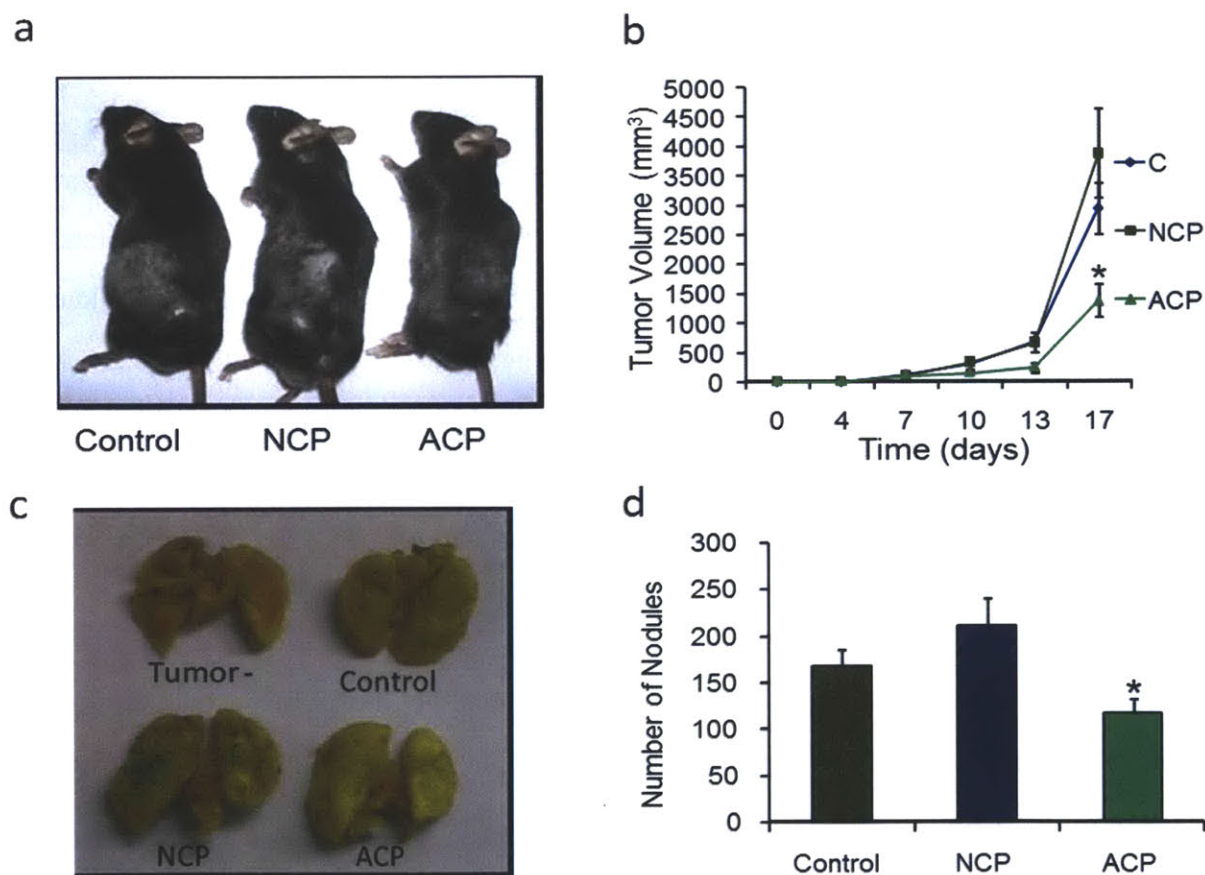 a
Control NCP ACP
b
Tumor Volume (mm³)
5000
4500
4000
3500
3000
2500
2000
1500
1000
500
0
*
C
NCP
ACP
0 4 7 10 13 17
Time (days)
c
Tumor- Control
NCP ACP
d
Number of Nodules
300
250
200
150
100
50
0
*
Control NCP ACP